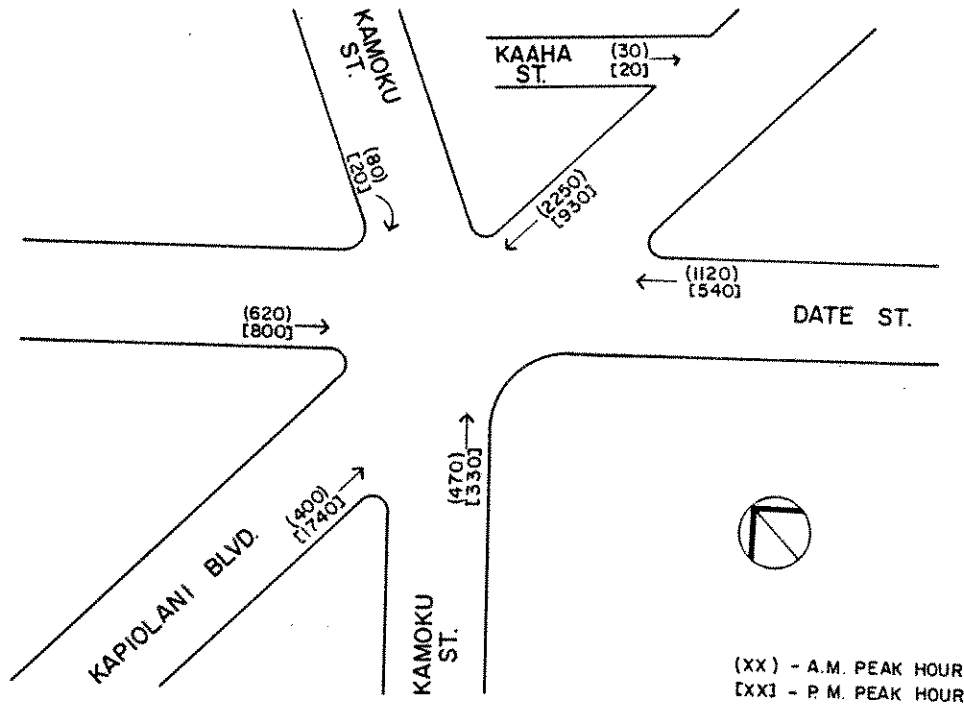 KAMOKU
ST.
KAAHA
ST.
(30)
[20]
(80)
[20]
(2250)
[930]
(1120)
[540]
(620)
[800]
DATE ST.
(470)
[330]
(400)
[1740]
KAPIOLANI BLVD.
KAMOKU
ST.
(XX) - A.M. PEAK HOUR
[XX] - P.M. PEAK HOUR